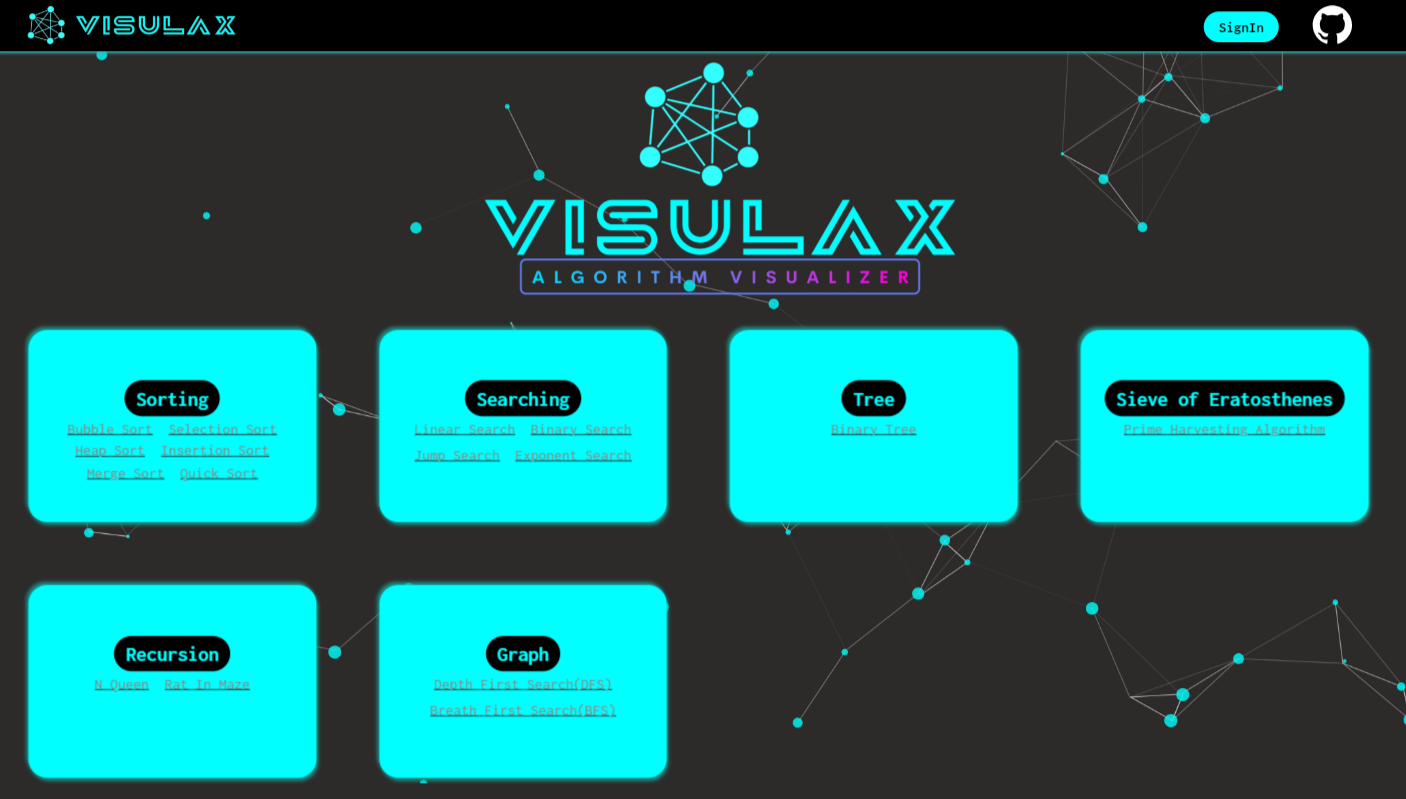 VISULAX
SignIn
VISULAX
ALGORITHM VISUALIZER
Sorting
Bubble Sort Selection Sort
Heap Sort Insertion Sort
Merge Sort Quick Sort
Searching
Linear Search Binary Search
Jump Search Exponent Search
Tree
Binary Tree
Sieve of Eratosthenes
Prime Harvesting Algorithm
Recursion
N Queen Rat In Maze
Graph
Depth First Search(DFS)
Breath First Search(BFS)